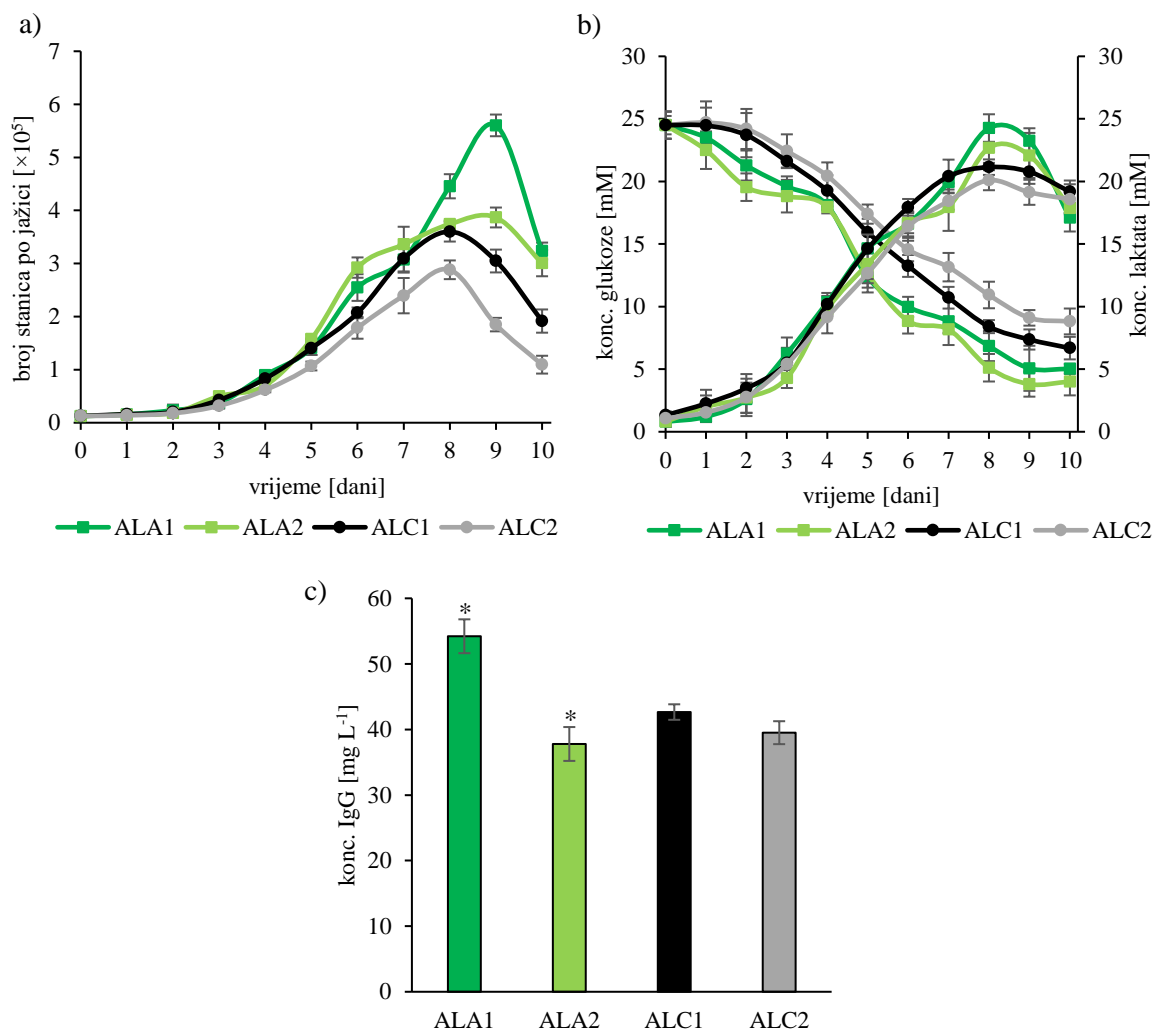 a)
broj stanica po jažici [×10⁵]
7
6
5
4
3
2
1
0
0 1 2 3 4 5 6 7 8 9 10
vrijeme [dani]
ALA1 ALA2 ALC1 ALC2
b)
konc. glukoze [mM]
30
25
20
15
10
5
0
30
25
20
15
10
5
0
konc. laktata [mM]
0 1 2 3 4 5 6 7 8 9 10
vrijeme [dani]
ALA1 ALA2 ALC1 ALC2
c)
konc. IgG [mg L⁻¹]
60
50
40
30
20
10
0
*
*
ALA1 ALA2 ALC1 ALC2